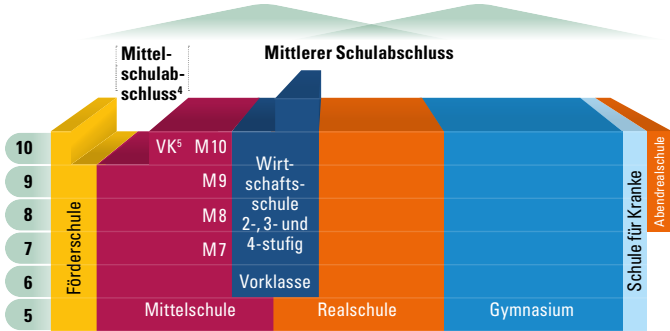 Mittel-
schulab-
schluss⁴
Mittlerer Schulabschluss
10
9
8
7
6
5
Förderschule
VK⁵ M10
M9
M8
M7
Mittelschule
Wirt-
schafts-
schule
2-, 3- und
4-stufig
Vorklasse
Realschule
Gymnasium
Schule für Kranke
Abendrealschule